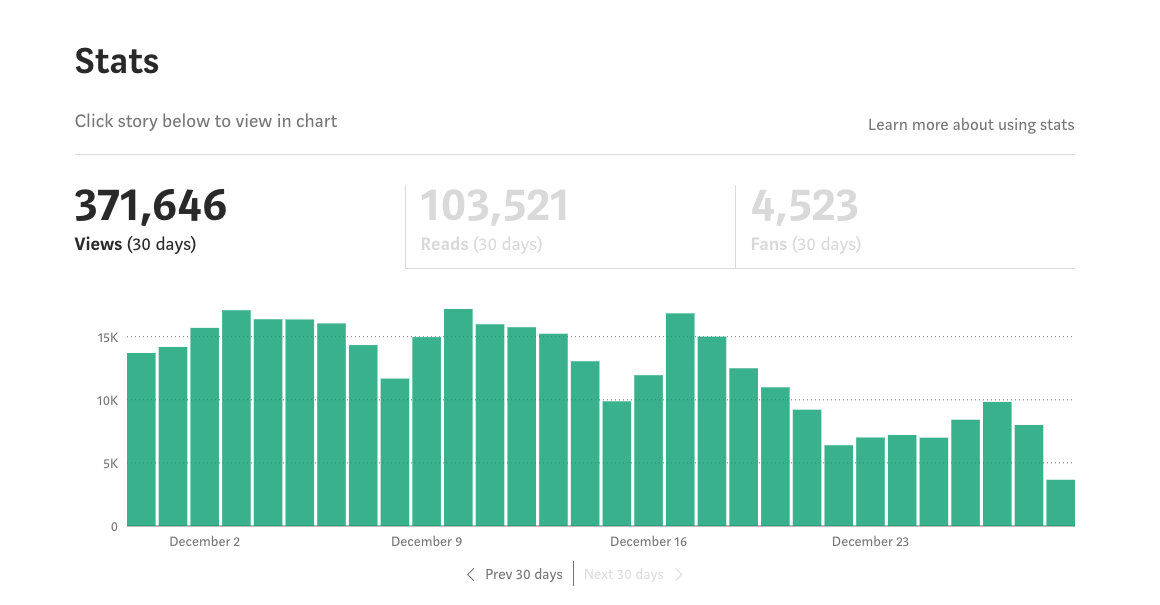 Stats
Click story below to view in chart
Learn more about using stats
371,646
Views (30 days)
103,521
Reads (30 days)
4,523
Fans (30 days)
15K
10K
5K
0
December 2
December 9
December 16
December 23
Prev 30 days
Next 30 days